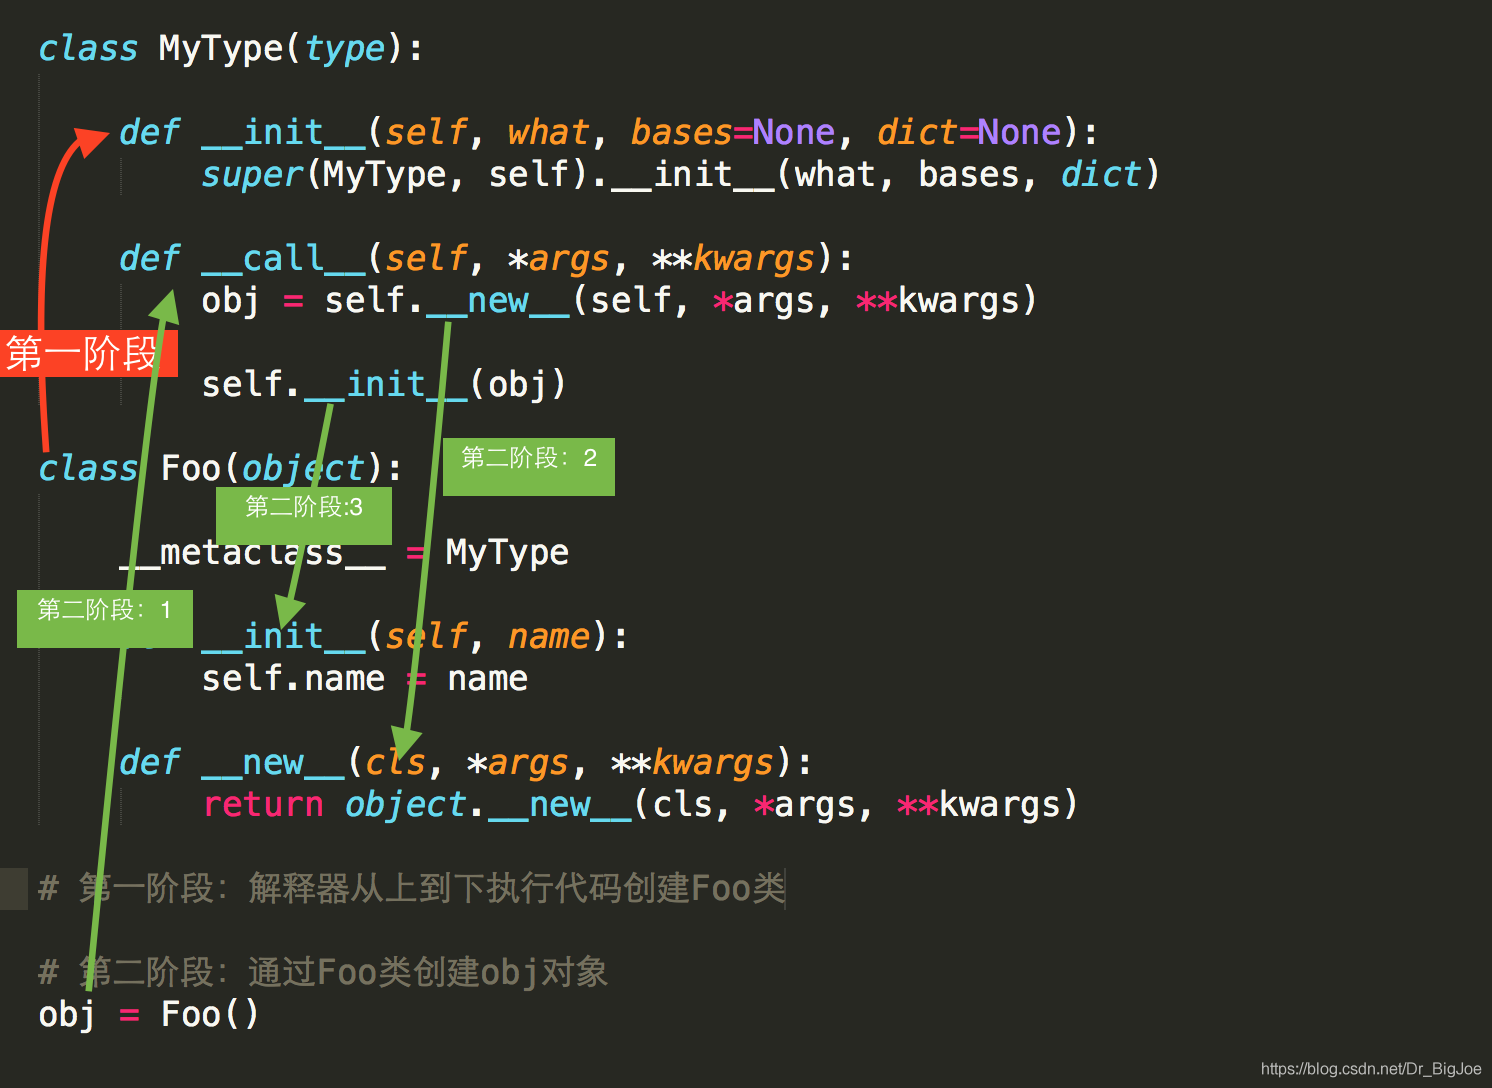 class MyType(type):
def __init__(self, what, bases=None, dict=None):
super(MyType, self).__init__(what, bases, dict)
def __call__(self, *args, **kwargs):
obj = self.__new__(self, *args, **kwargs)
第一阶段
self.__init__(obj)
class Foo(object):
第二阶段：2
第二阶段:3
__metaclass__ = MyType
第二阶段：1
__init__(self, name):
self.name = name
def __new__(cls, *args, **kwargs):
return object.__new__(cls, *args, **kwargs)
# 第一阶段：解释器从上到下执行代码创建Foo类
# 第二阶段：通过Foo类创建obj对象
obj = Foo()
https://blog.csdn.net/Dr_BigJoe